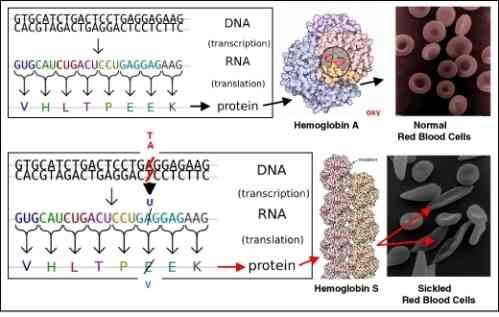 GTGCATCTGACTCCTGAGGAGAAG
CACGTAGACTGAGGACTCCTCTTC
DNA
(transcription)
GUGCAUCUGACUCCUGAGGAGAAG
RNA
(translation)
V H L T P E E K
protein
oxy
Hemoglobin A
Normal
Red Blood Cells
T
A
GTGCATCTGACTCCTGAGGAGAAG
CACGTAGACTGAGGACTCCTCTTC
DNA
mutation
(transcription)
U
GUGCAUCUGACUCCUGAGGAGAAG
RNA
(translation)
V H L T P E E K
protein
V
Hemoglobin S
Sickled
Red Blood Cells